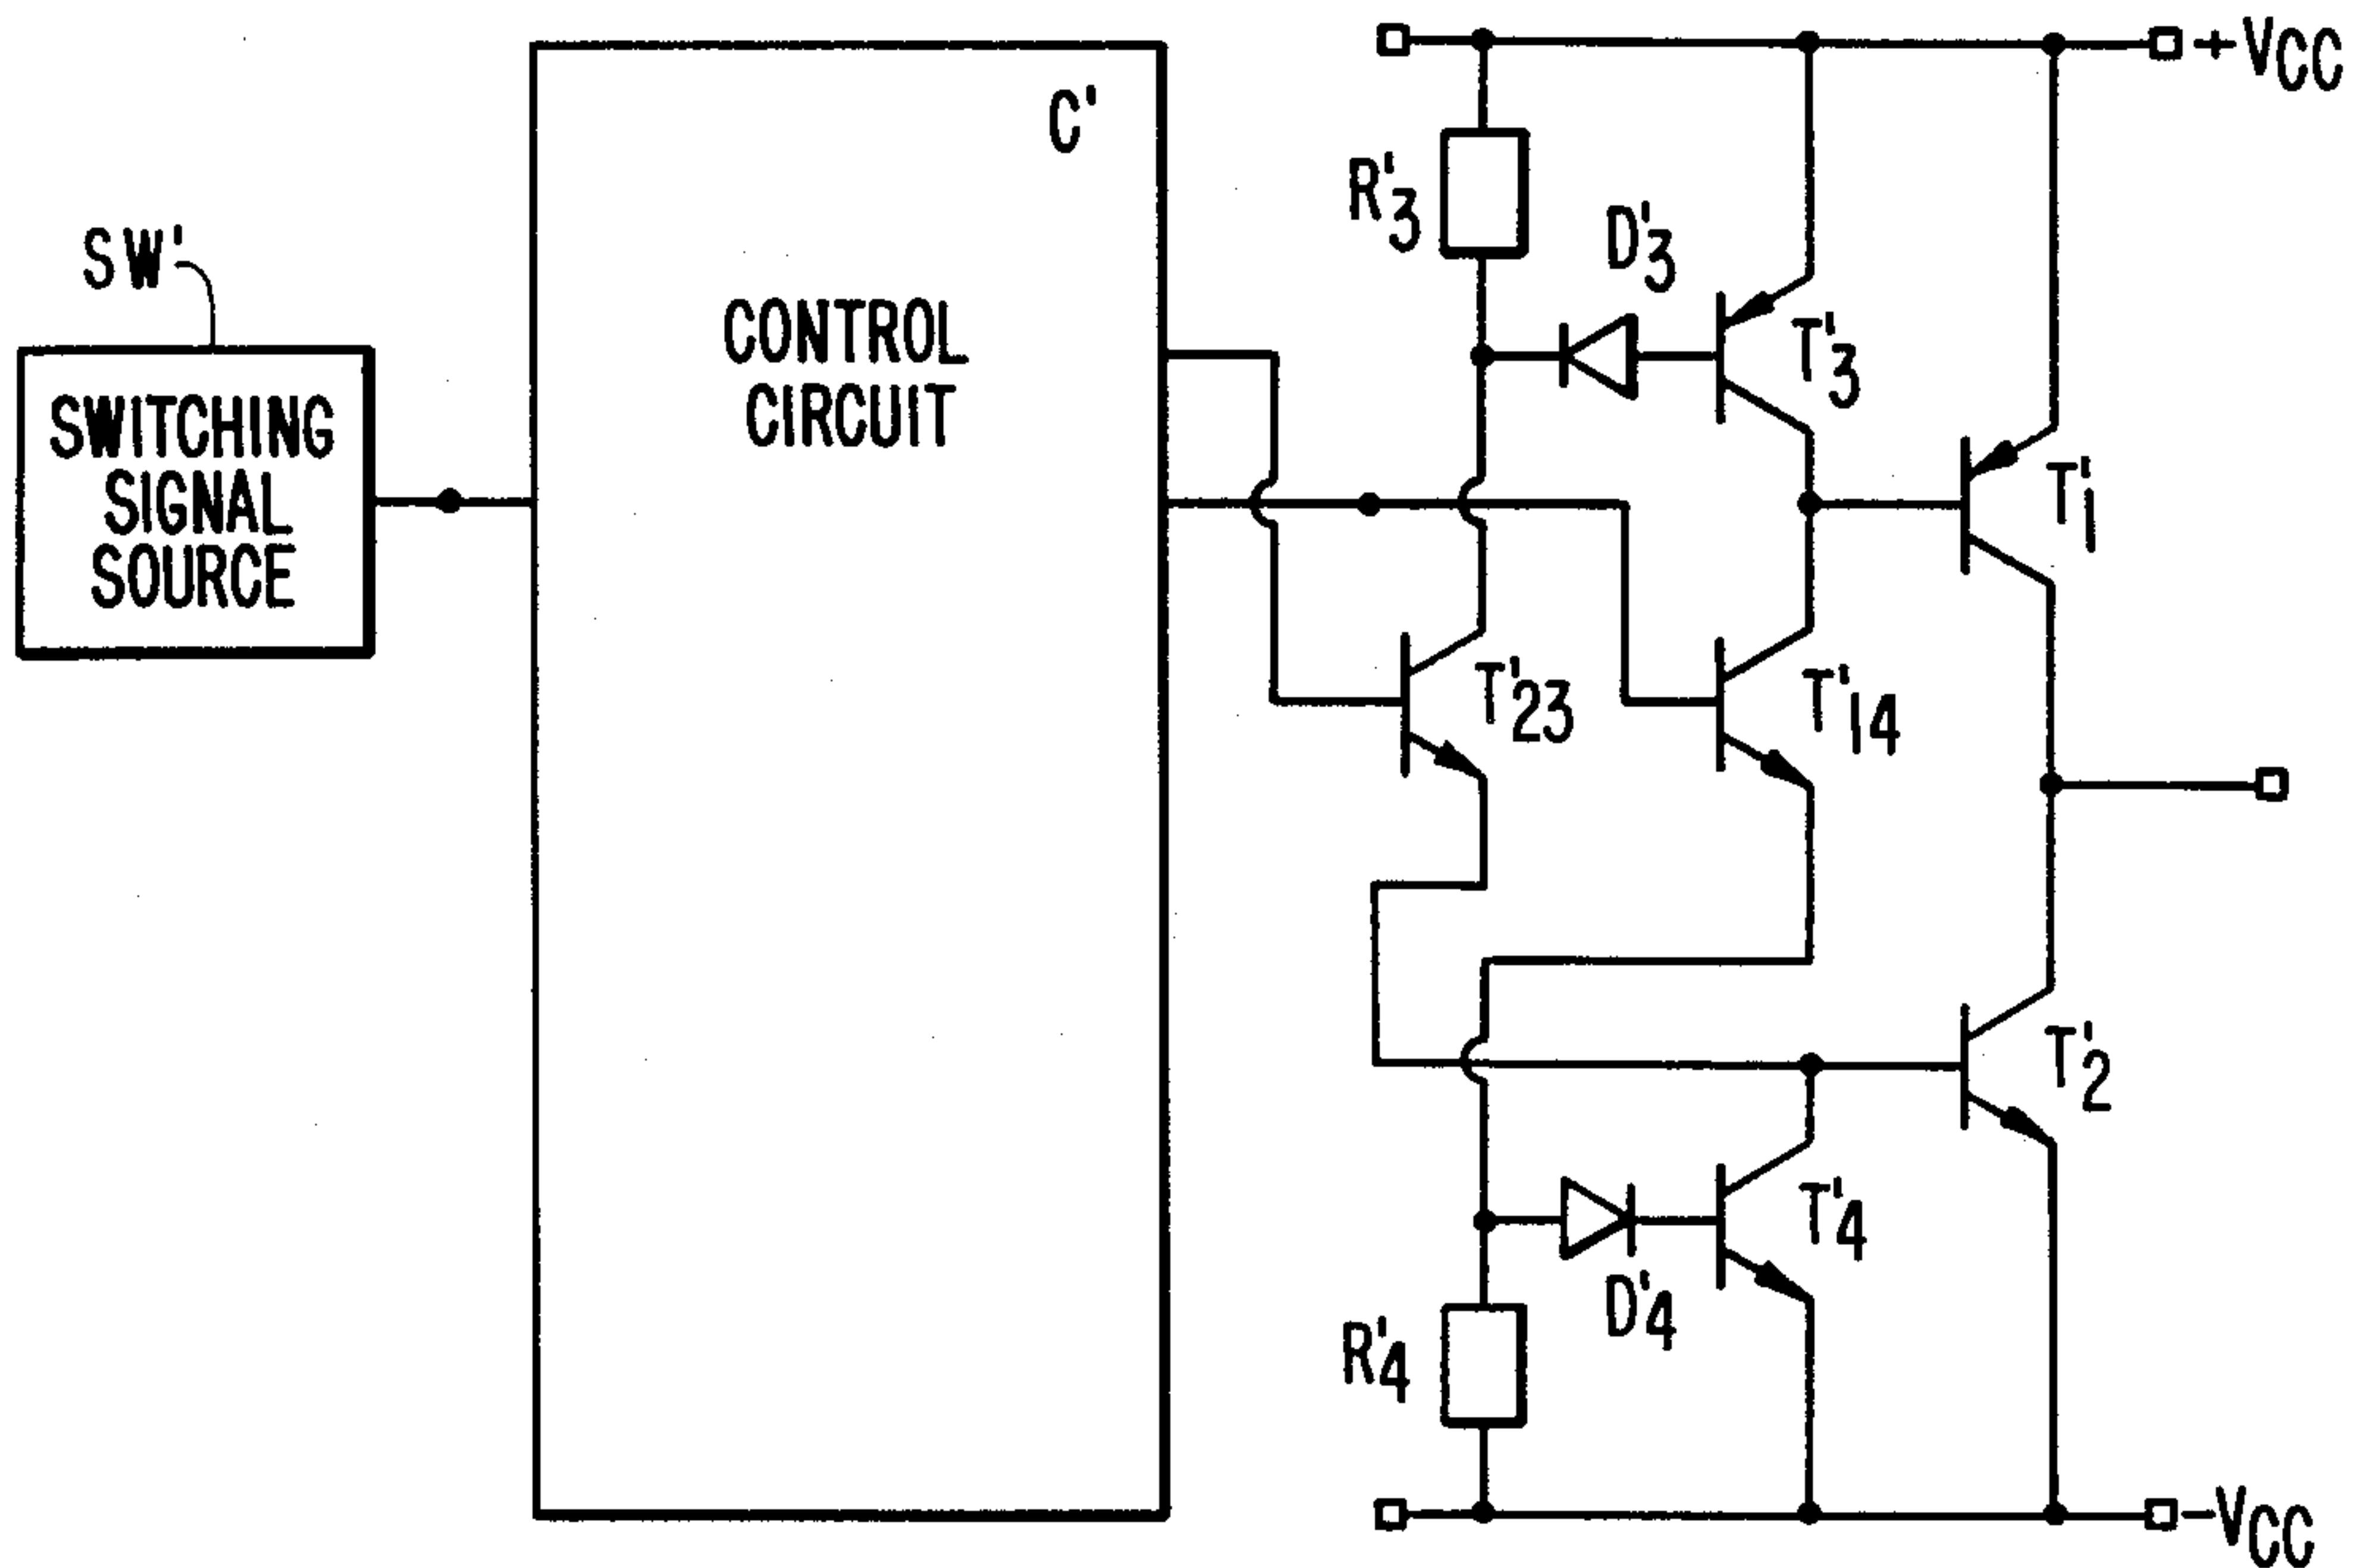 +VCC
C'
R'3
D'3
SW'
CONTROL
CIRCUIT
T'3
SWITCHING
SIGNAL
SOURCE
T'1
T'23
T'14
T'2
T'4
D'4
R'4
-VCC